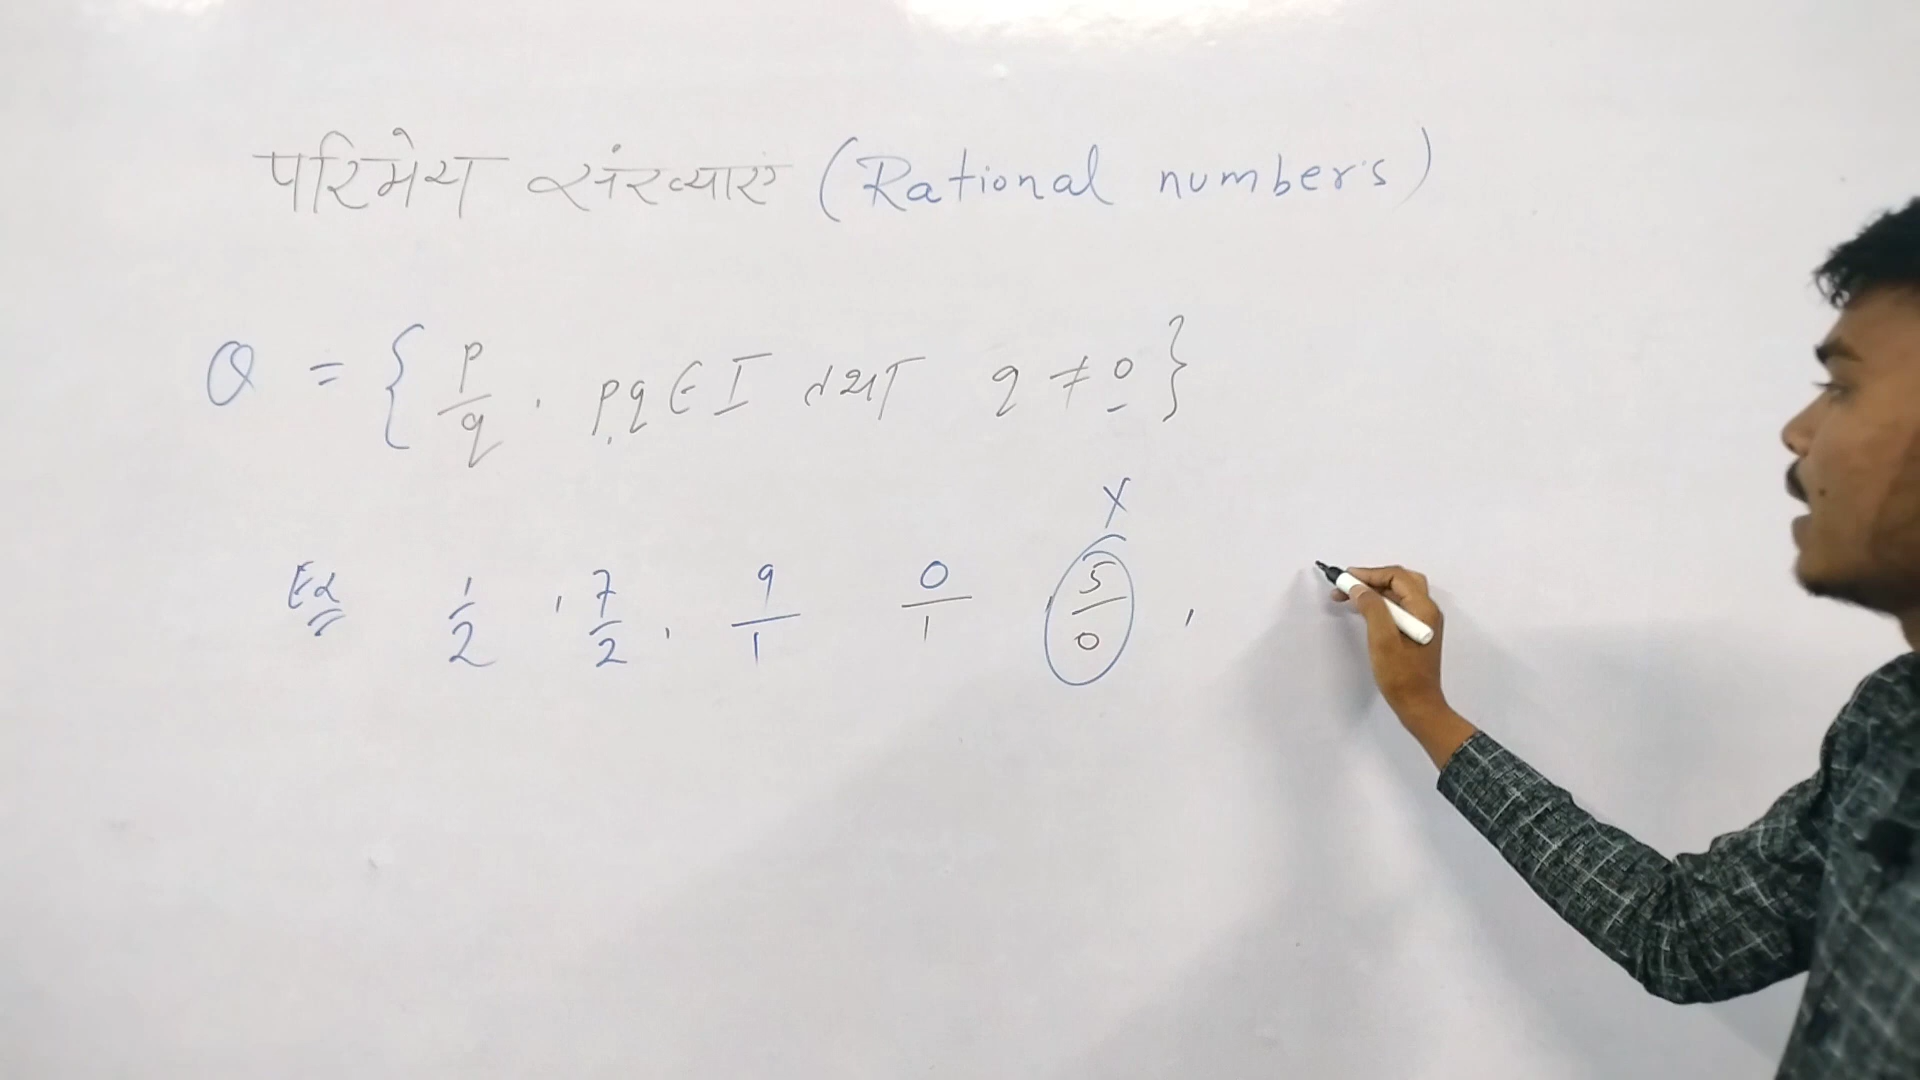 परिमेय संख्याएं (Rational numbers)
Q = { p/q . p,q ∈ I तथा q ≠ 0 }
X
Ex 1/2 , 7/2 , 9/1 0/1 , 5/0 ,